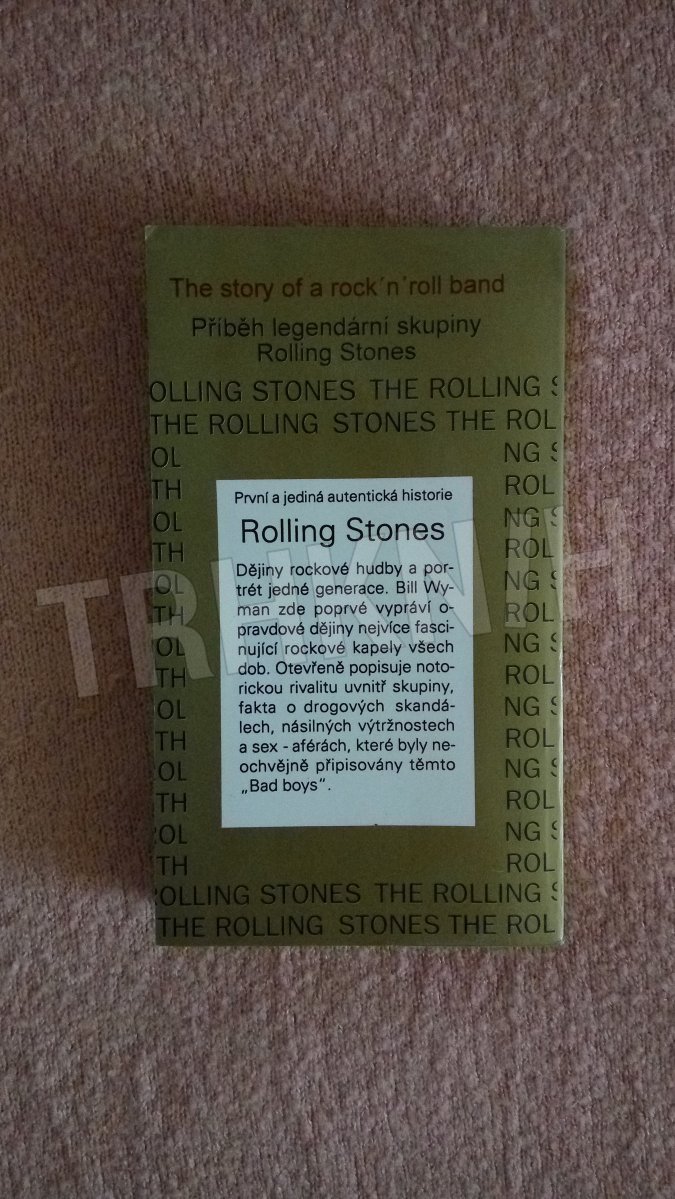 The story of a rock´n´roll band
Příběh legendární skupiny
Rolling Stones
OLLING STONES THE ROLLING S
THE ROLLING STONES THE ROL
OL NG S
TH ROL
OL NG S
TH ROL
OL NG S
TH ROL
OL NG S
TH ROL
OL NG S
TH ROL
OL NG S
TH ROL
OL NG S
TH ROL
První a jediná autentická historie
Rolling Stones
Dějiny rockové hudby a por-
trét jedné generace. Bill Wy-
man zde poprvé vypráví o-
pravdové dějiny nejvíce fasci-
nující rockové kapely všech
dob. Otevřeně popisuje noto-
rickou rivalitu uvnitř skupiny,
fakta o drogových skandá-
lech, násilných výtržnostech
a sex - aférách, které byly ne-
ochvějně připisovány těmto
„Bad boys".
ROLLING STONES THE ROLLING S
THE ROLLING STONES THE ROL
TRHKNIH